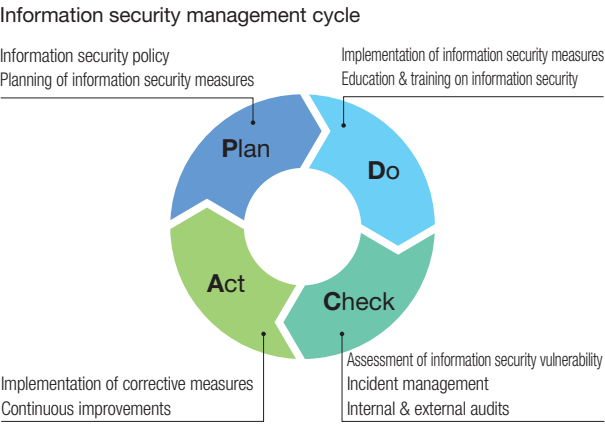 Information security management cycle
Information security policy
Planning of information security measures
Implementation of information security measures
Education & training on information security
Plan
Do
Act
Check
Implementation of corrective measures
Continuous improvements
Assessment of information security vulnerability
Incident management
Internal & external audits